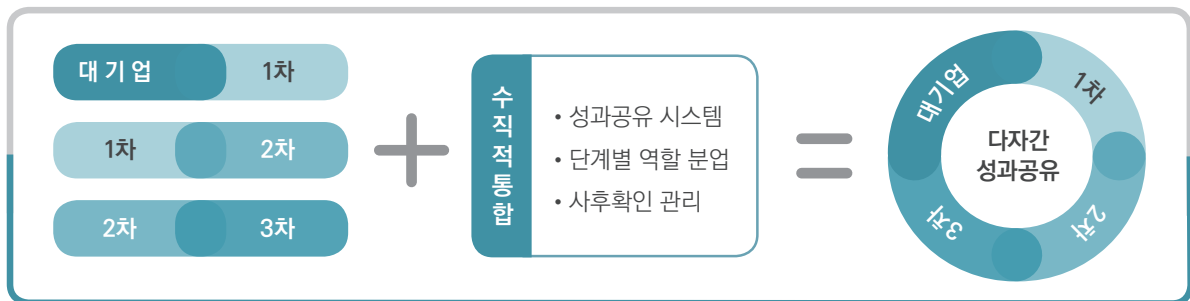 대기업 1차
1차 2차
2차 3차
수직적통합
• 성과공유 시스템
• 단계별 역할 분업
• 사후확인 관리
대기업
1차
2차
3차
다자간
성과공유